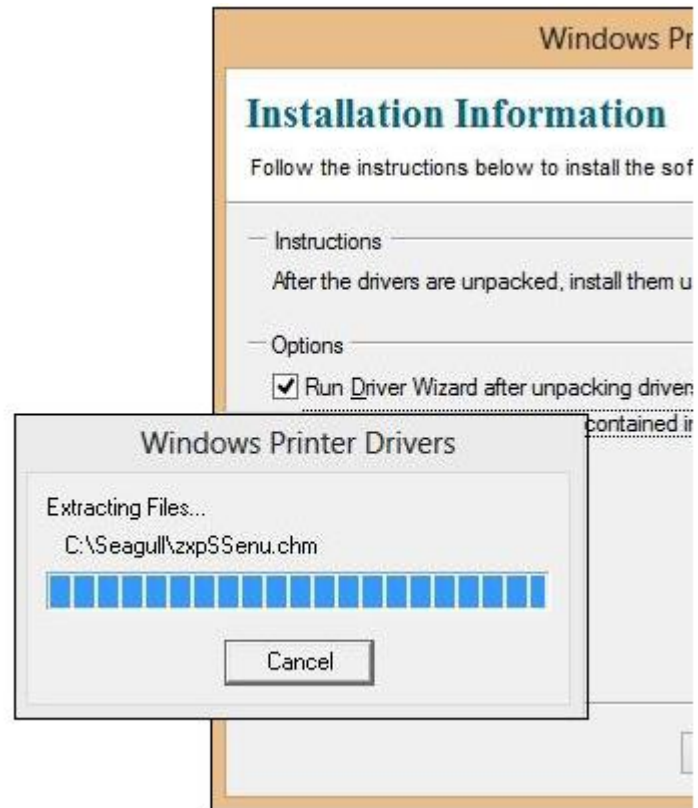 Windows Pr
Installation Information
Follow the instructions below to install the sof
Instructions
After the drivers are unpacked, install them u
Options
Run Driver Wizard after unpacking drivers
contained in
Windows Printer Drivers
Extracting Files...
C:\Seagull\zxpSSenu.chm
Cancel